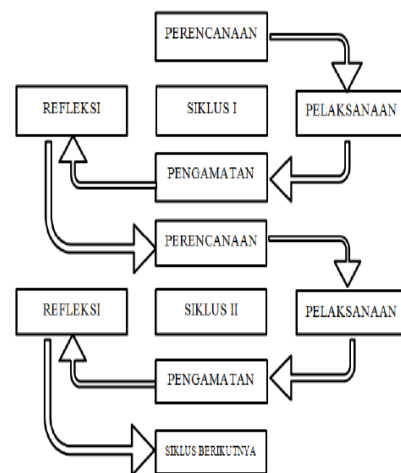 PERENCANAAN
REFLEKSI
SIKLUS I
PELAKSANAAN
PENGAMATAN
PERENCANAAN
REFLEKSI
SIKLUS II
PELAKSANAAN
PENGAMATAN
SIKLUS BERIKUTNYA